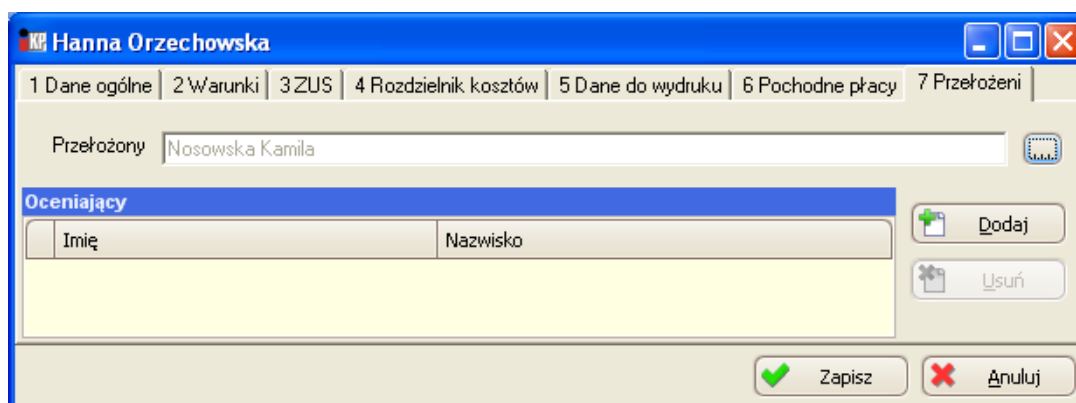 KP Hanna Orzechowska
1 Dane ogólne 2 Warunki 3 ZUS 4 Rozdzielnik kosztów 5 Dane do wydruku 6 Pochodne płacy 7 Przełożeni
Przełożony Nosowska Kamila ...
Oceniający
Imię Nazwisko
Dodaj
Usuń
Zapisz Anuluj